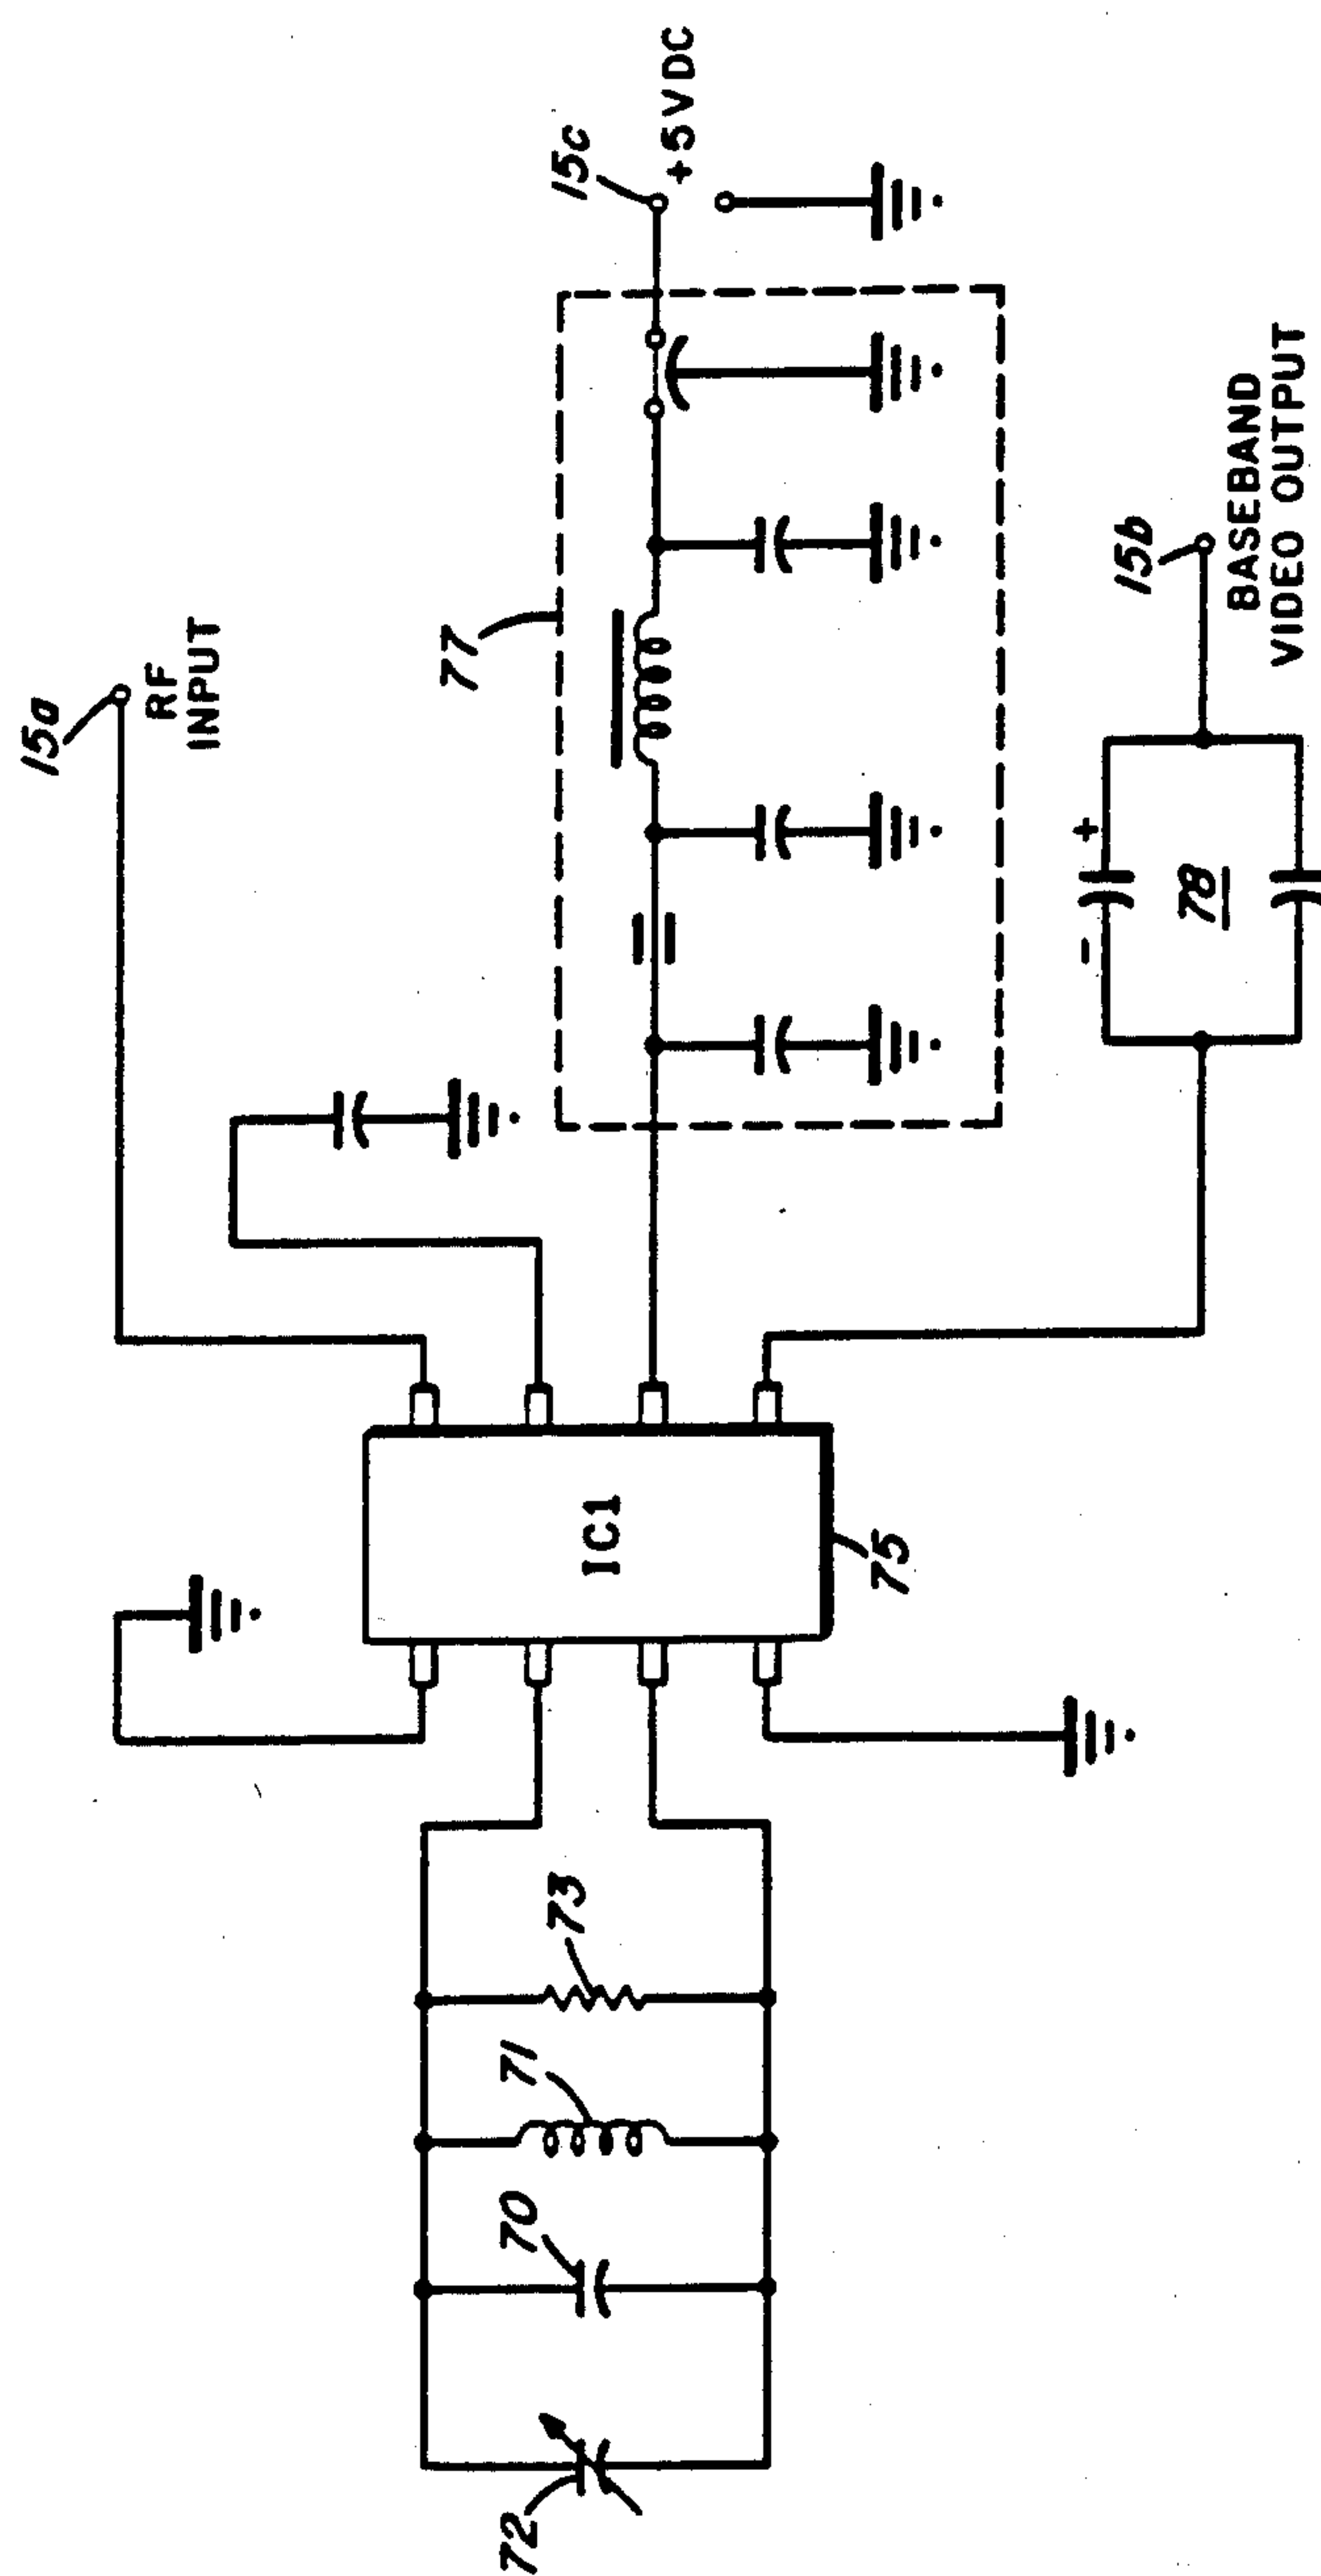 15a
RF
INPUT
77
15c
+5VDC
IC1
75
73
71
70
72
- +
78
15b
BASEBAND
VIDEO OUTPUT